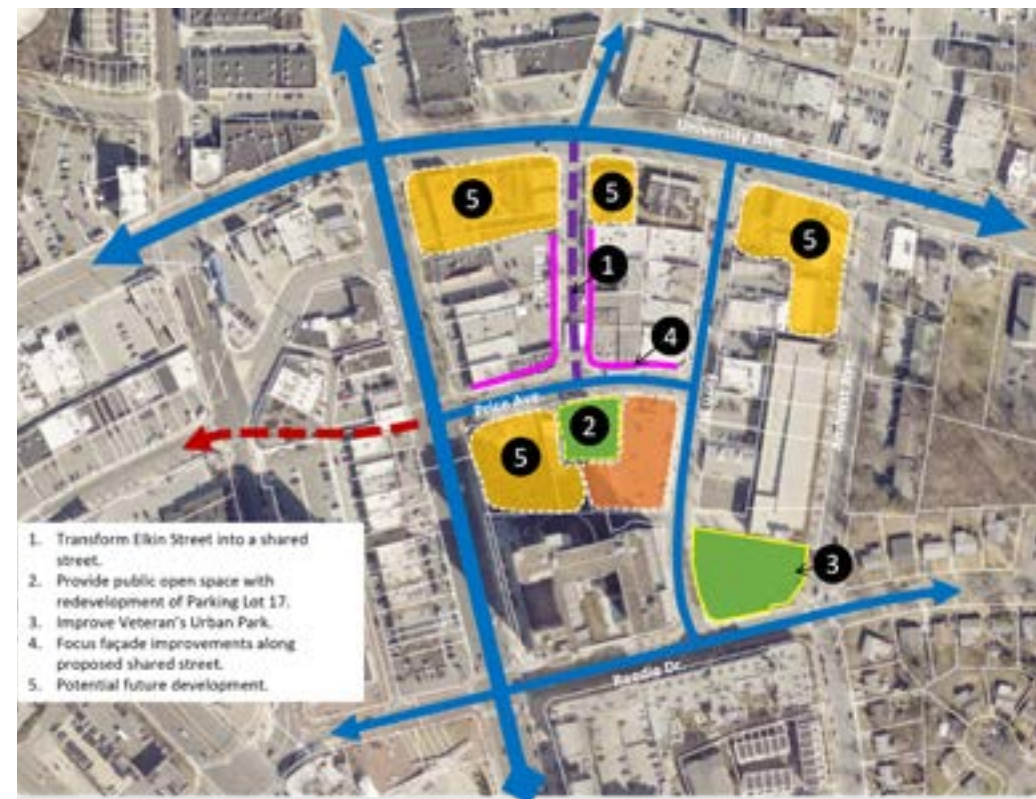 University Blvd.
5
5
5
1
4
Price Ave.
2
5
3
Amherst Ave.
Reedie Dr.
1. Transform Elkin Street into a shared
street.
2. Provide public open space with
redevelopment of Parking Lot 17.
3. Improve Veteran's Urban Park.
4. Focus façade improvements along
proposed shared street.
5. Potential future development.